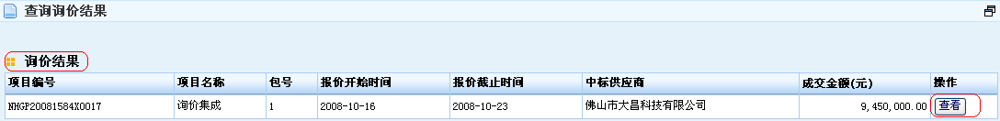 查询询价结果
询价结果
项目编号 项目名称 包号 报价开始时间 报价截止时间 中标供应商 成交金额(元) 操作
NHGP20081584X0017 询价集成 1 2008-10-16 2008-10-23 佛山市大昌科技有限公司 9,450,000.00 查看